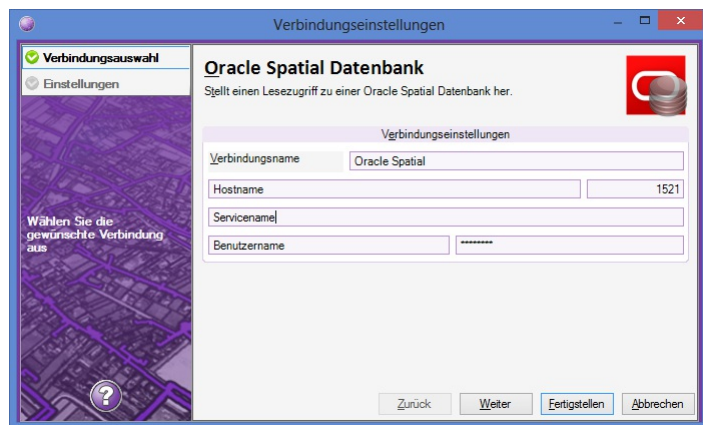 Verbindungseinstellungen
Verbindungsauswahl
Einstellungen
Wählen Sie die
gewünschte Verbindung
aus
?
Oracle Spatial Datenbank
Stellt einen Lesezugriff zu einer Oracle Spatial Datenbank her.
Verbindungseinstellungen
Verbindungsname Oracle Spatial
Hostname 1521
Servicename
Benutzername ********
Zurück Weiter Fertigstellen Abbrechen